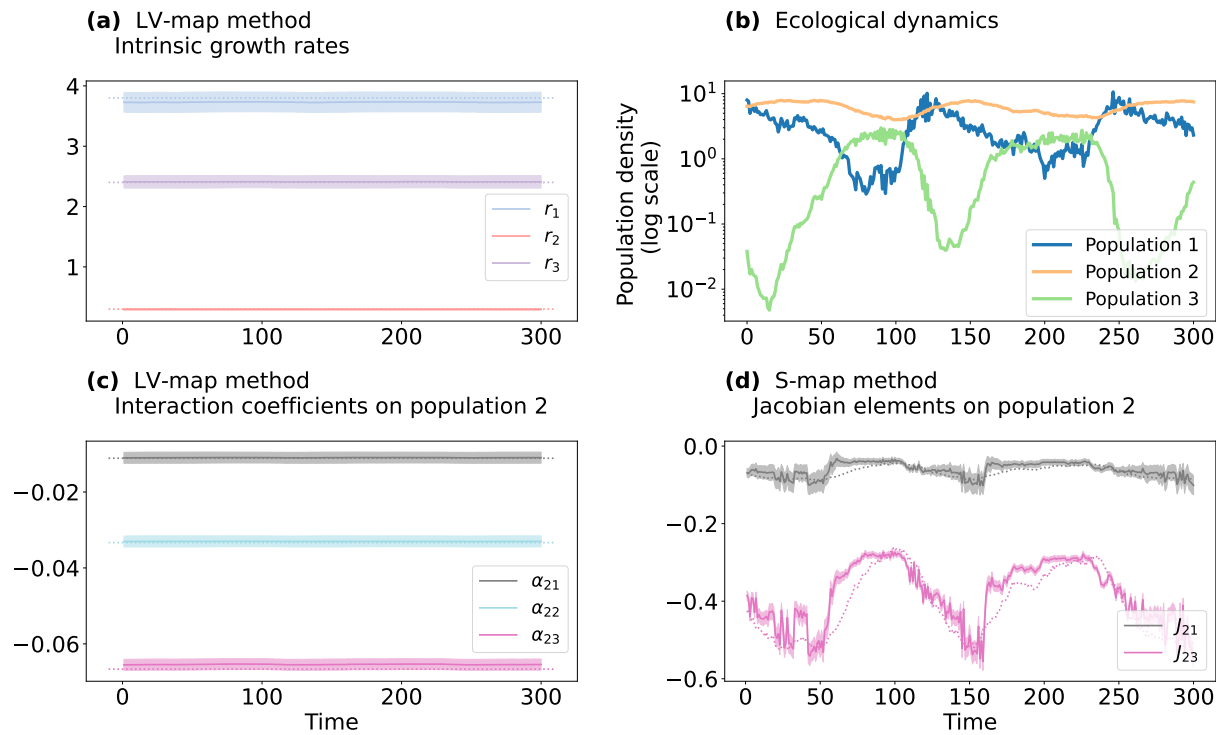 (a) LV-map method
Intrinsic growth rates
4
3
2
1
0
100
200
300
r₁
r₂
r₃
(b) Ecological dynamics
Population density
(log scale)
10¹
10⁰
10⁻¹
10⁻²
0
50
100
150
200
250
300
Population 1
Population 2
Population 3
(c) LV-map method
Interaction coefficients on population 2
−0.02
−0.04
−0.06
0
100
200
300
Time
α₂₁
α₂₂
α₂₃
(d) S-map method
Jacobian elements on population 2
0.0
−0.2
−0.4
−0.6
0
50
100
150
200
250
300
Time
J₂₁
J₂₃